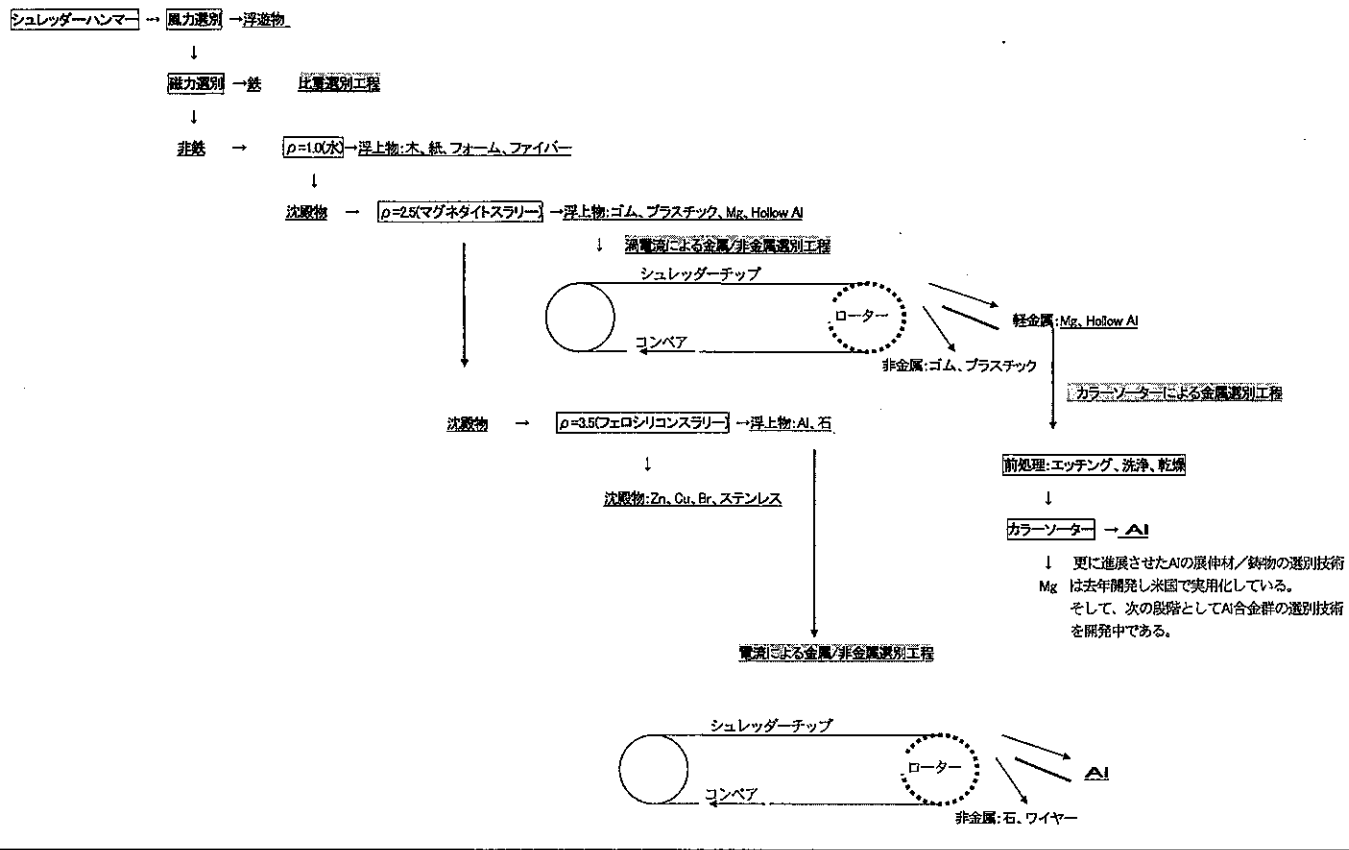 シュレッダーハンマー → 風力選別 →浮遊物
↓
磁力選別 →鉄 比重選別工程
↓
非鉄 → ρ=1.0(水) →浮上物:木、紙、フォーム、ファイバー
↓
沈殿物 → ρ=2.5(マグネタイトスラリー) →浮上物:ゴム、プラスチック、Mg、Hollow Al
↓ 渦電流による金属/非金属選別工程
シュレッダーチップ
ローター
軽金属:Mg、Hollow Al
コンベア
非金属:ゴム、プラスチック
カラーソーターによる金属選別工程
沈殿物 → ρ=3.5(フェロシリコンスラリー) →浮上物:Al、石
↓
沈殿物:Zn、Cu、Br、ステンレス
前処理:エッチング、洗浄、乾燥
↓
カラーソーター → Al
↓ 更に進展させたAlの展伸材/鋳物の選別技術
Mg は去年開発し米国で実用化している。
そして、次の段階としてAl合金群の選別技術
を開発中である。
電流による金属/非金属選別工程
シュレッダーチップ
ローター
Al
コンベア
非金属:石、ワイヤー